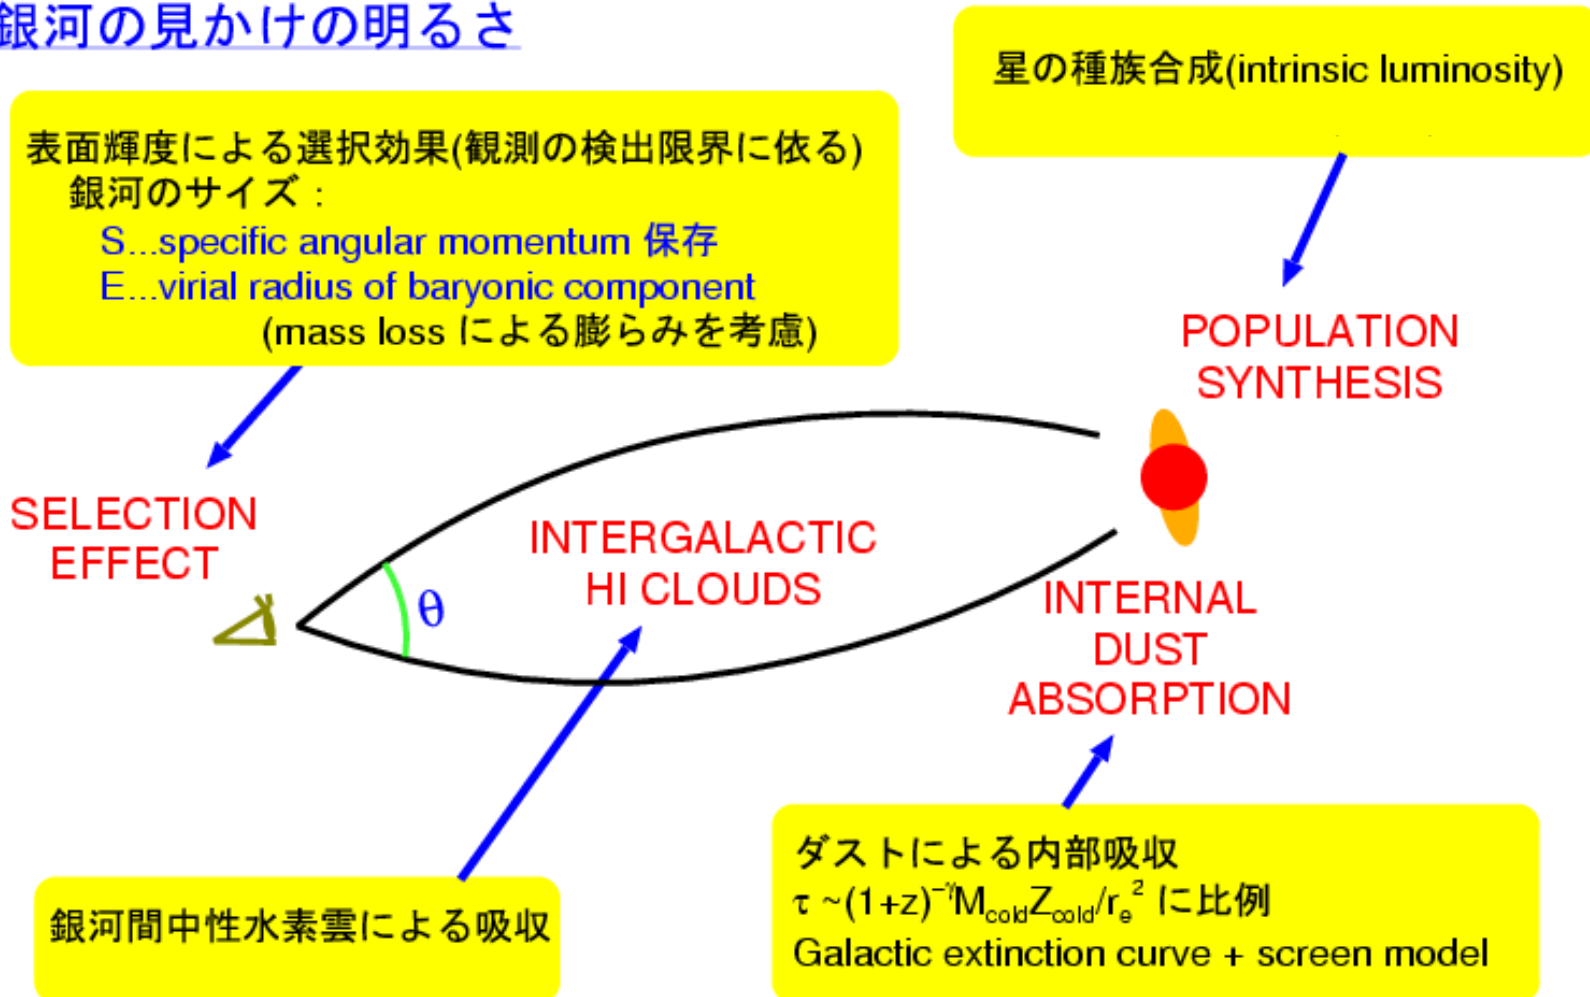 銀河の見かけの明るさ
星の種族合成(intrinsic luminosity)
表面輝度による選択効果(観測の検出限界に依る)
銀河のサイズ :
S...specific angular momentum 保存
E...virial radius of baryonic component
(mass loss による膨らみを考慮)
POPULATION
SYNTHESIS
SELECTION
EFFECT
INTERGALACTIC
HI CLOUDS
θ
INTERNAL
DUST
ABSORPTION
ダストによる内部吸収
τ ~(1+z)^{-γ}M_{cold}Z_{cold}/r_e^2 に比例
Galactic extinction curve + screen model
銀河間中性水素雲による吸収